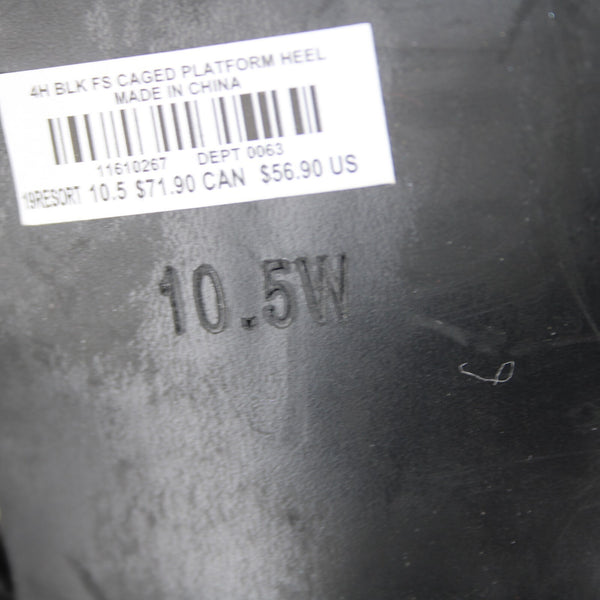 4H BLK FS CAGED PLATFORM HEEL
MADE IN CHINA
11610267 DEPT 0063
19RESORT 10.5 $71.90 CAN $56.90 US
10.5W